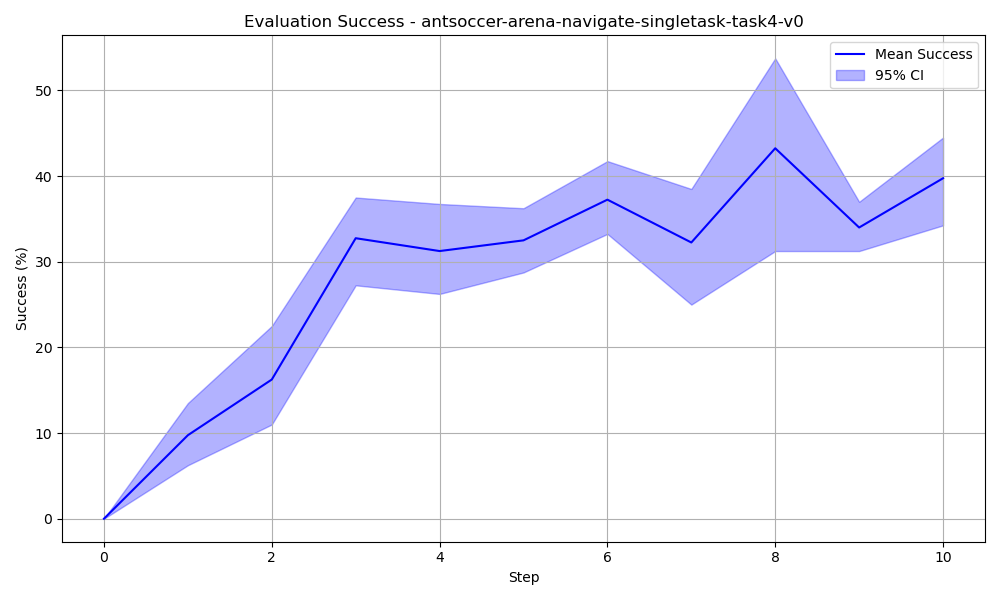 Evaluation Success - antsoccer-arena-navigate-singletask-task4-v0
Mean Success
95% CI
Success (%)
50
40
30
20
10
0
0 2 4 6 8 10
Step